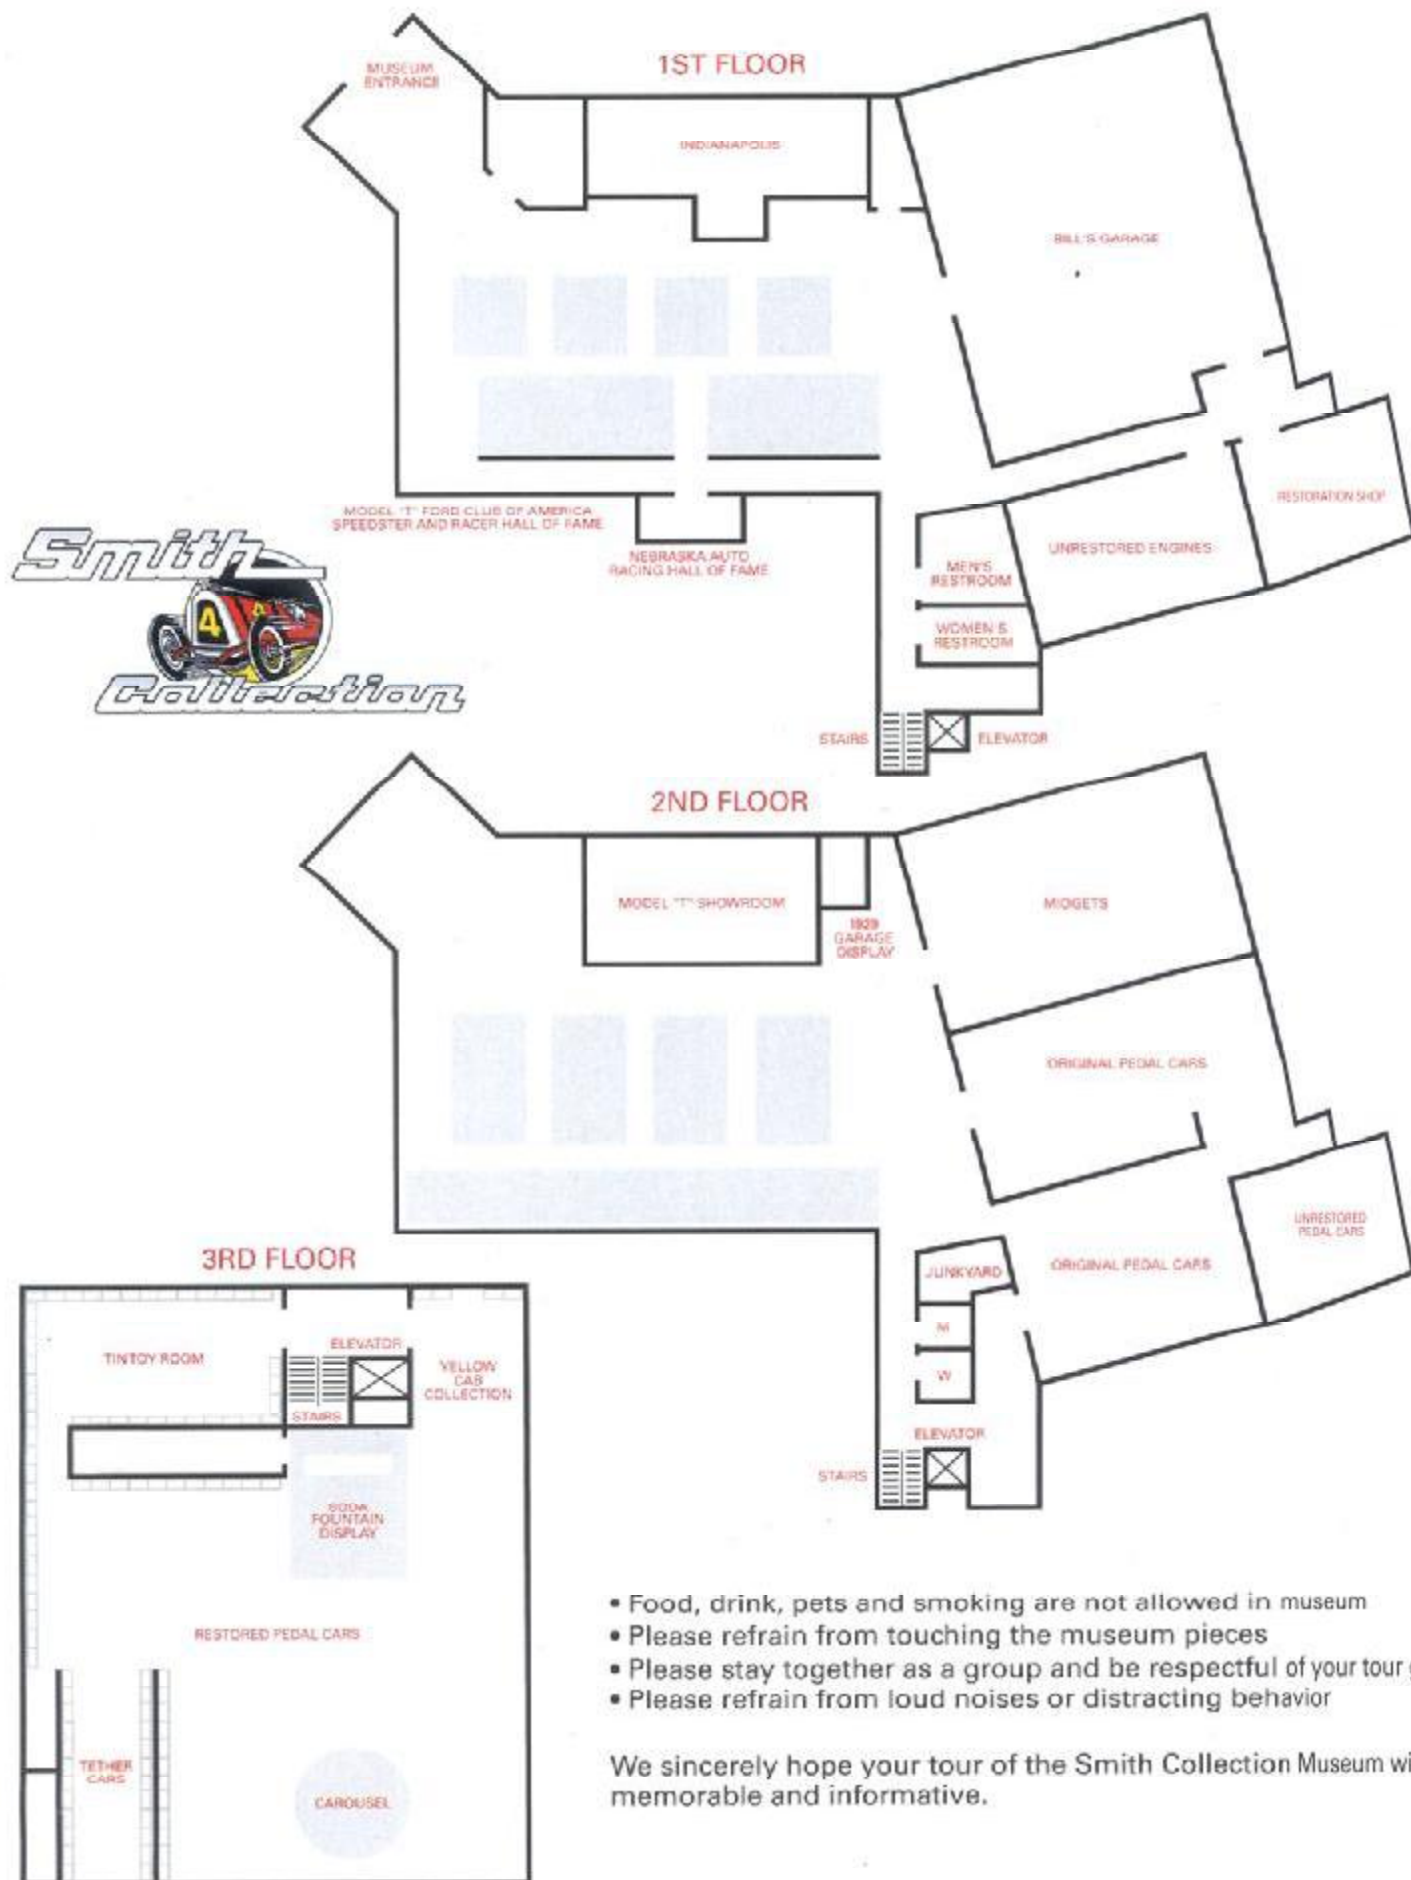 1ST FLOOR
MUSEUM
ENTRANCE
INDIANAPOLIS
BILL'S GARAGE
MODEL "T" FORD CLUB OF AMERICA
SPEEDSTER AND RACER HALL OF FAME
NEBRASKA AUTO
RACING HALL OF FAME
RESTORATION SHOP
UNRESTORED ENGINES
MEN'S
RESTROOM
WOMEN'S
RESTROOM
STAIRS
ELEVATOR
Smith
4
4
Collection
2ND FLOOR
MODEL "T" SHOWROOM
1929
GARAGE
DISPLAY
MIDGETS
ORIGINAL PEDAL CARS
UNRESTORED
PEDAL CARS
JUNKYARD
ORIGINAL PEDAL CARS
M
W
ELEVATOR
STAIRS
3RD FLOOR
TINTOY ROOM
ELEVATOR
YELLOW
CAB
COLLECTION
STAIRS
SODA
FOUNTAIN
DISPLAY
RESTORED PEDAL CARS
TETHER
CARS
CAROUSEL
• Food, drink, pets and smoking are not allowed in museum
• Please refrain from touching the museum pieces
• Please stay together as a group and be respectful of your tour
• Please refrain from loud noises or distracting behavior
We sincerely hope your tour of the Smith Collection Museum wi
memorable and informative.